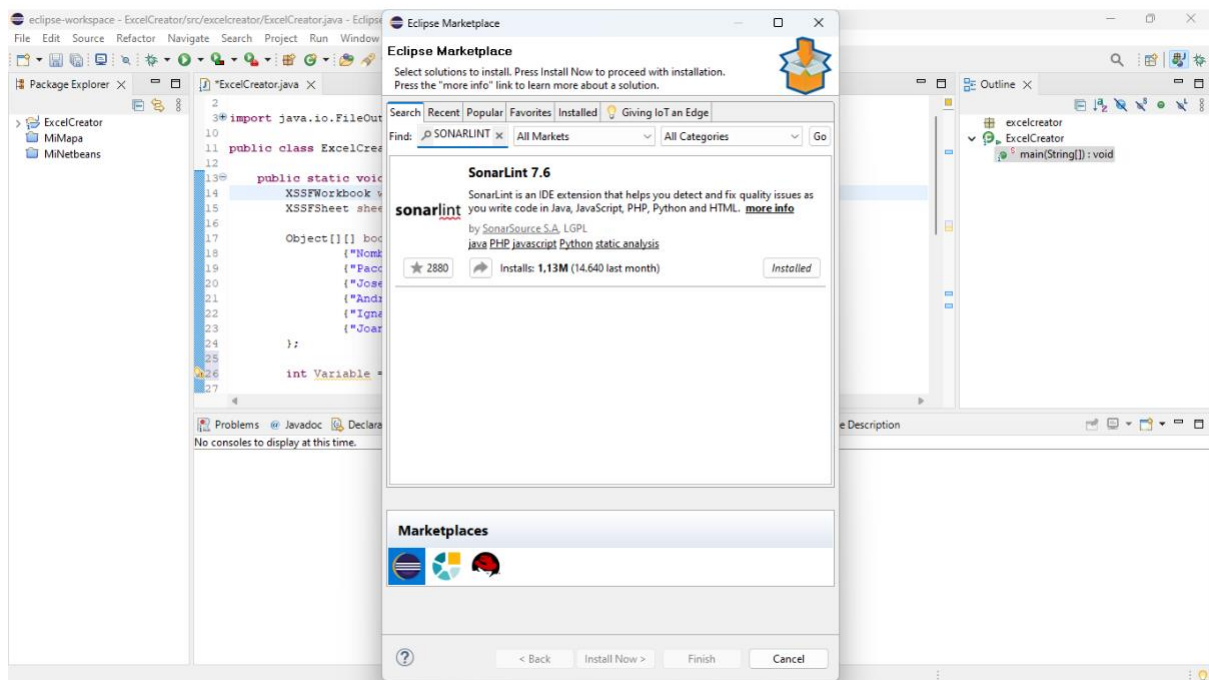 eclipse-workspace - ExcelCreator/src/excelcreator/ExcelCreator.java - Eclipse
File Edit Source Refactor Navigate Search Project Run Window
Package Explorer
ExcelCreator
MiMapa
MiNetbeans
*ExcelCreator.java
2
3 import java.io.FileOut
10
11 public class ExcelCrea
12
13 public static void
14 XSSFWorkbook w
15 XSSFSheet shee
16
17 Object[][] boo
18 {"Nomb
19 {"Paco
20 {"Jose
21 {"Andr
22 {"Igna
23 {"Joan
24 };
25
26 int Variable =
27
Problems Javadoc Declara
No consoles to display at this time.
Eclipse Marketplace
Eclipse Marketplace
Select solutions to install. Press Install Now to proceed with installation.
Press the "more info" link to learn more about a solution.
Search Recent Popular Favorites Installed Giving IoT an Edge
Find: SONARLINT All Markets All Categories Go
SonarLint 7.6
sonarlint
SonarLint is an IDE extension that helps you detect and fix quality issues as
you write code in Java, JavaScript, PHP, Python and HTML. more info
by SonarSource S.A, LGPL
java PHP javascript Python static analysis
2880 Installs: 1,13M (14.640 last month) Installed
Marketplaces
< Back Install Now > Finish Cancel
e Description
Outline
excelcreator
ExcelCreator
main(String[]) : void